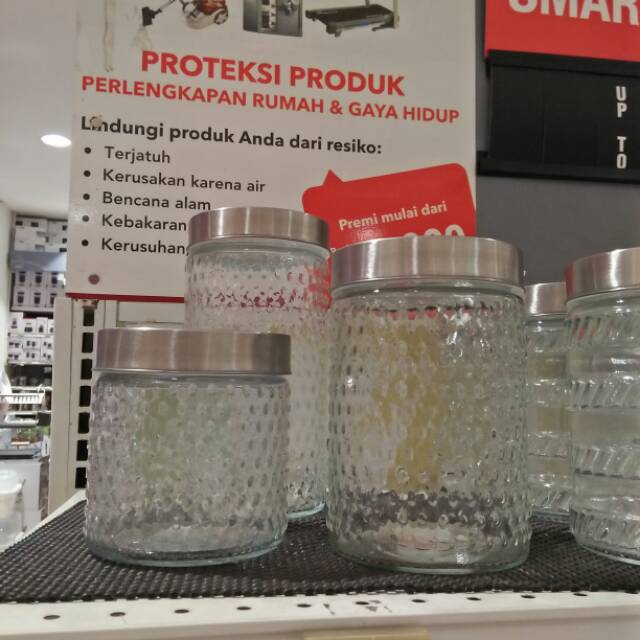 PROTEKSI PRODUK
PERLENGKAPAN RUMAH & GAYA HIDUP
Lindungi produk Anda dari resiko:
• Terjatuh
• Kerusakan karena air
• Bencana alam
• Kebakaran
• Kerusuhan
Premi mulai dari
UP TO